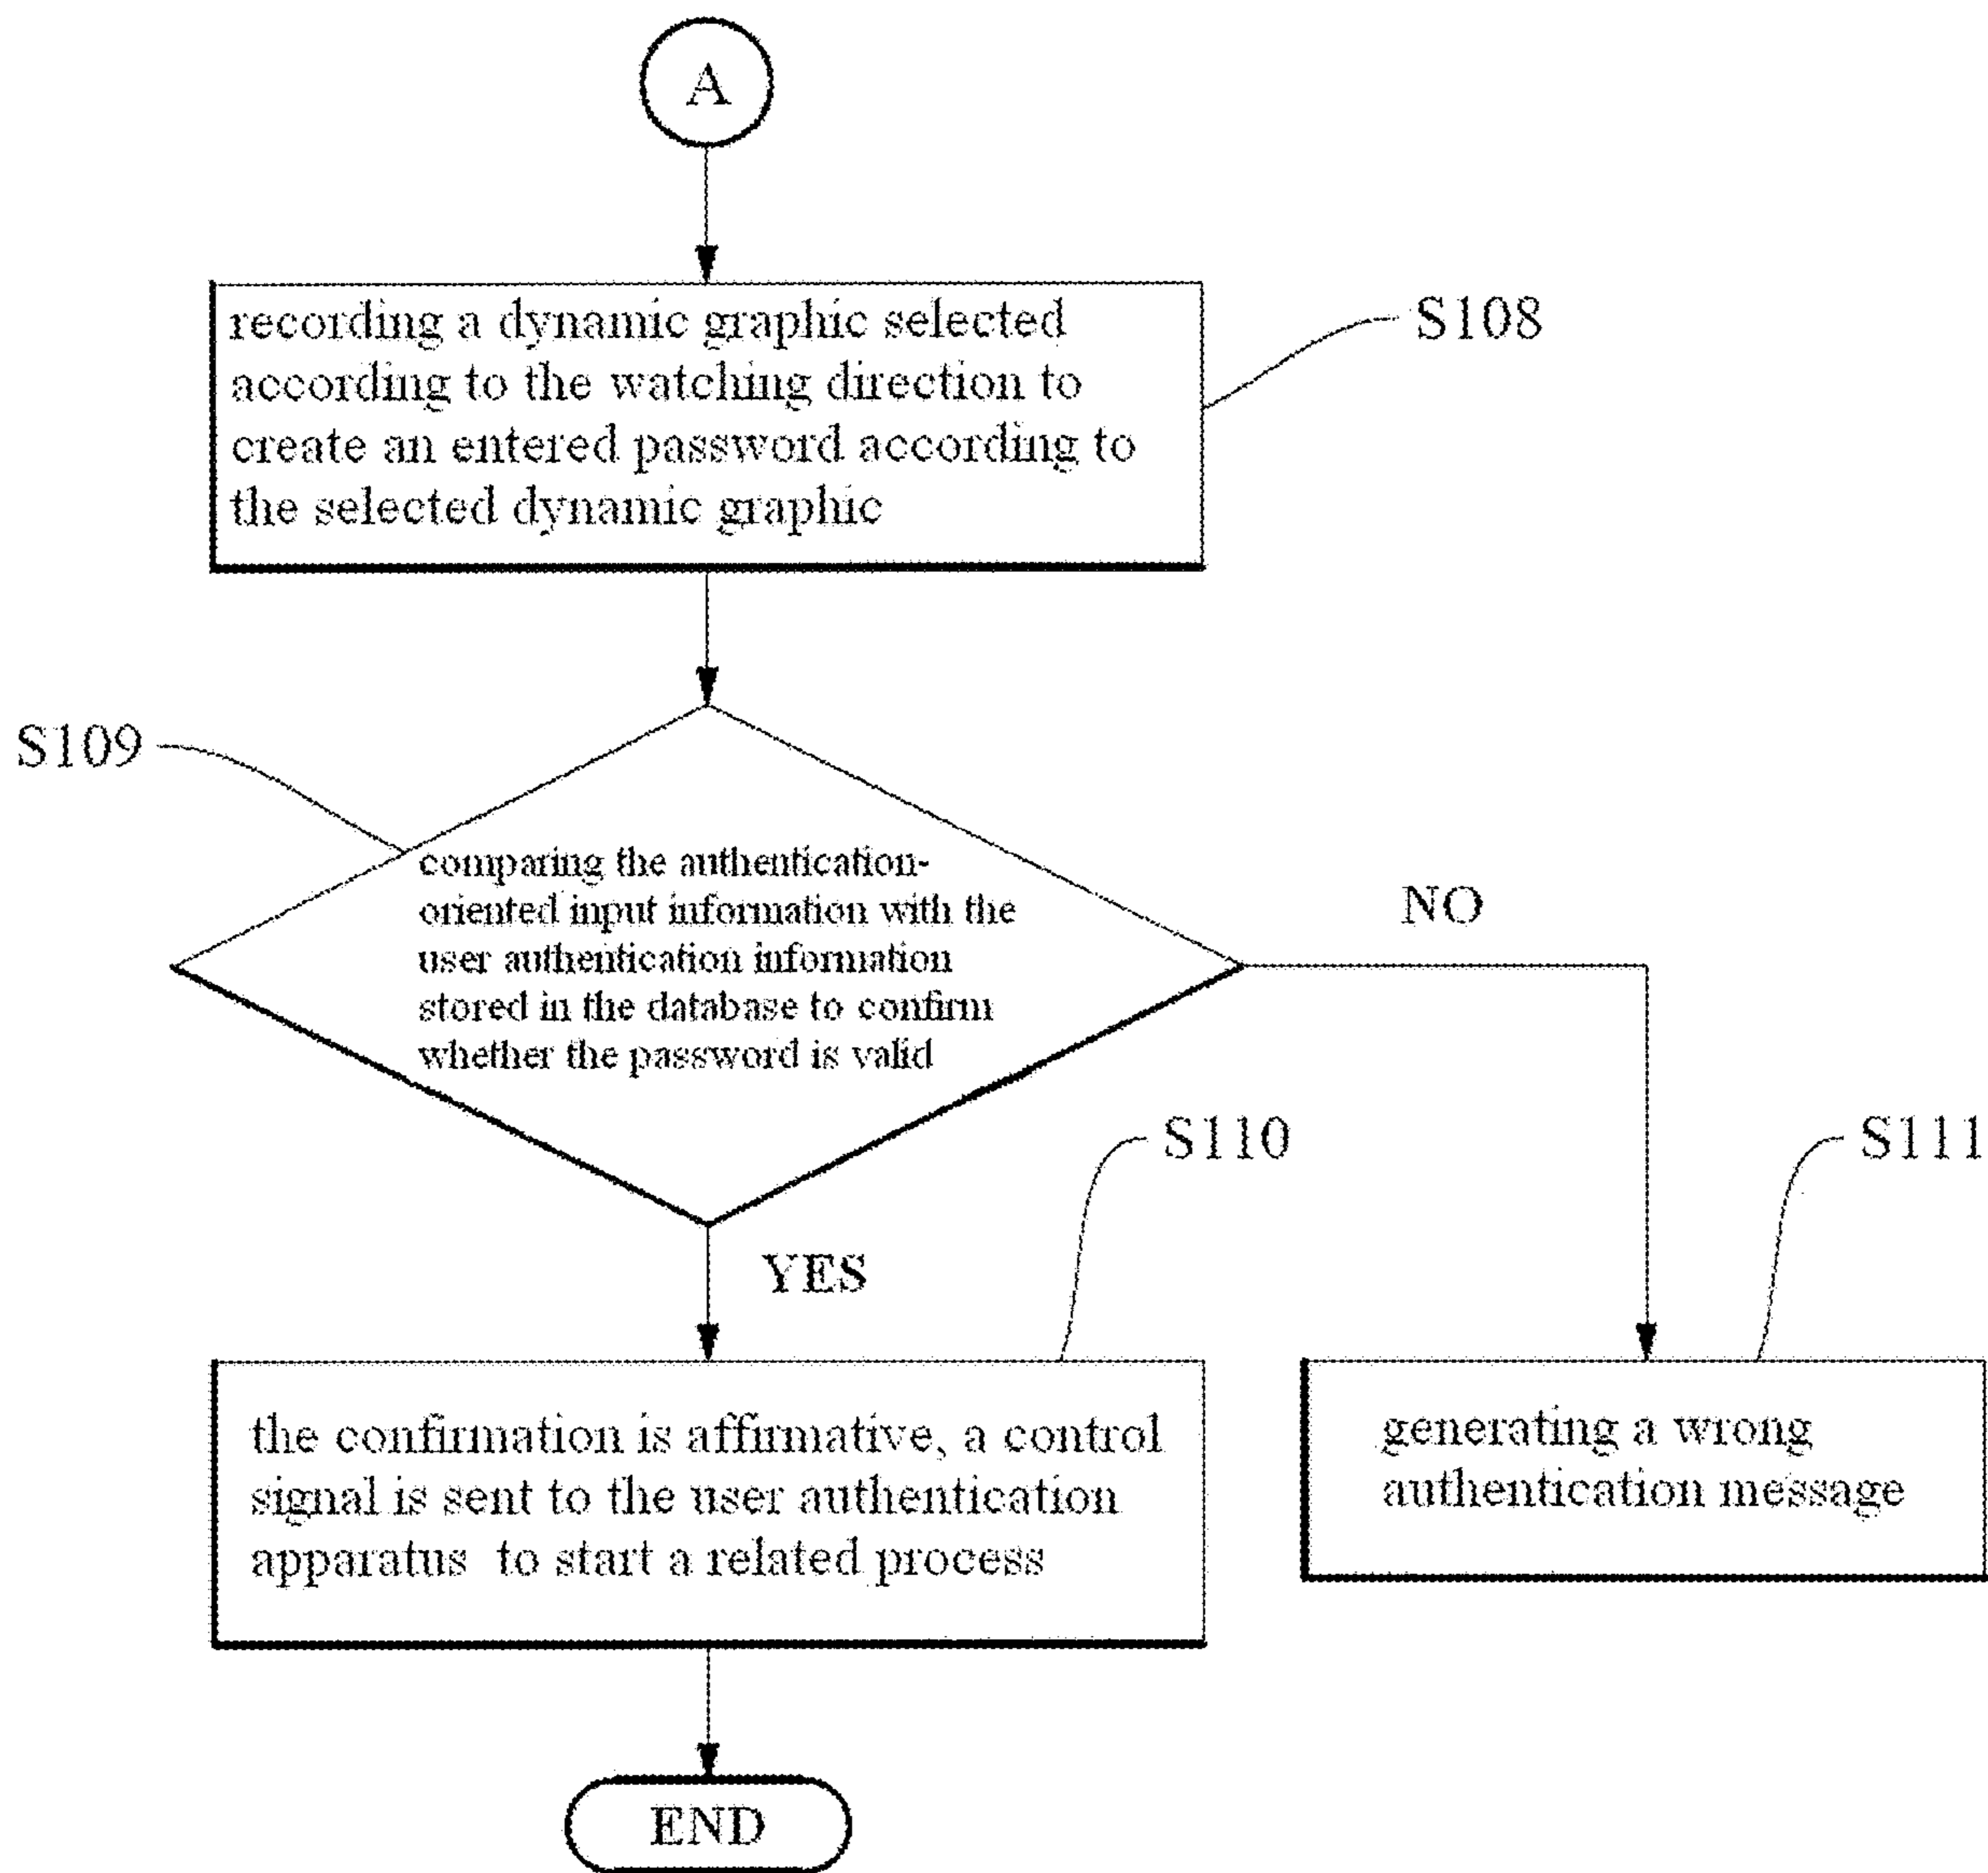 A
recording a dynamic graphic selected
according to the watching direction to
create an entered password according to
the selected dynamic graphic
S108
S109
comparing the authentication-
oriented input information with the
user authentication information
stored in the database to confirm
whether the password is valid
NO
YES
S110
S111
the confirmation is affirmative, a control
signal is sent to the user authentication
apparatus to start a related process
generating a wrong
authentication message
END